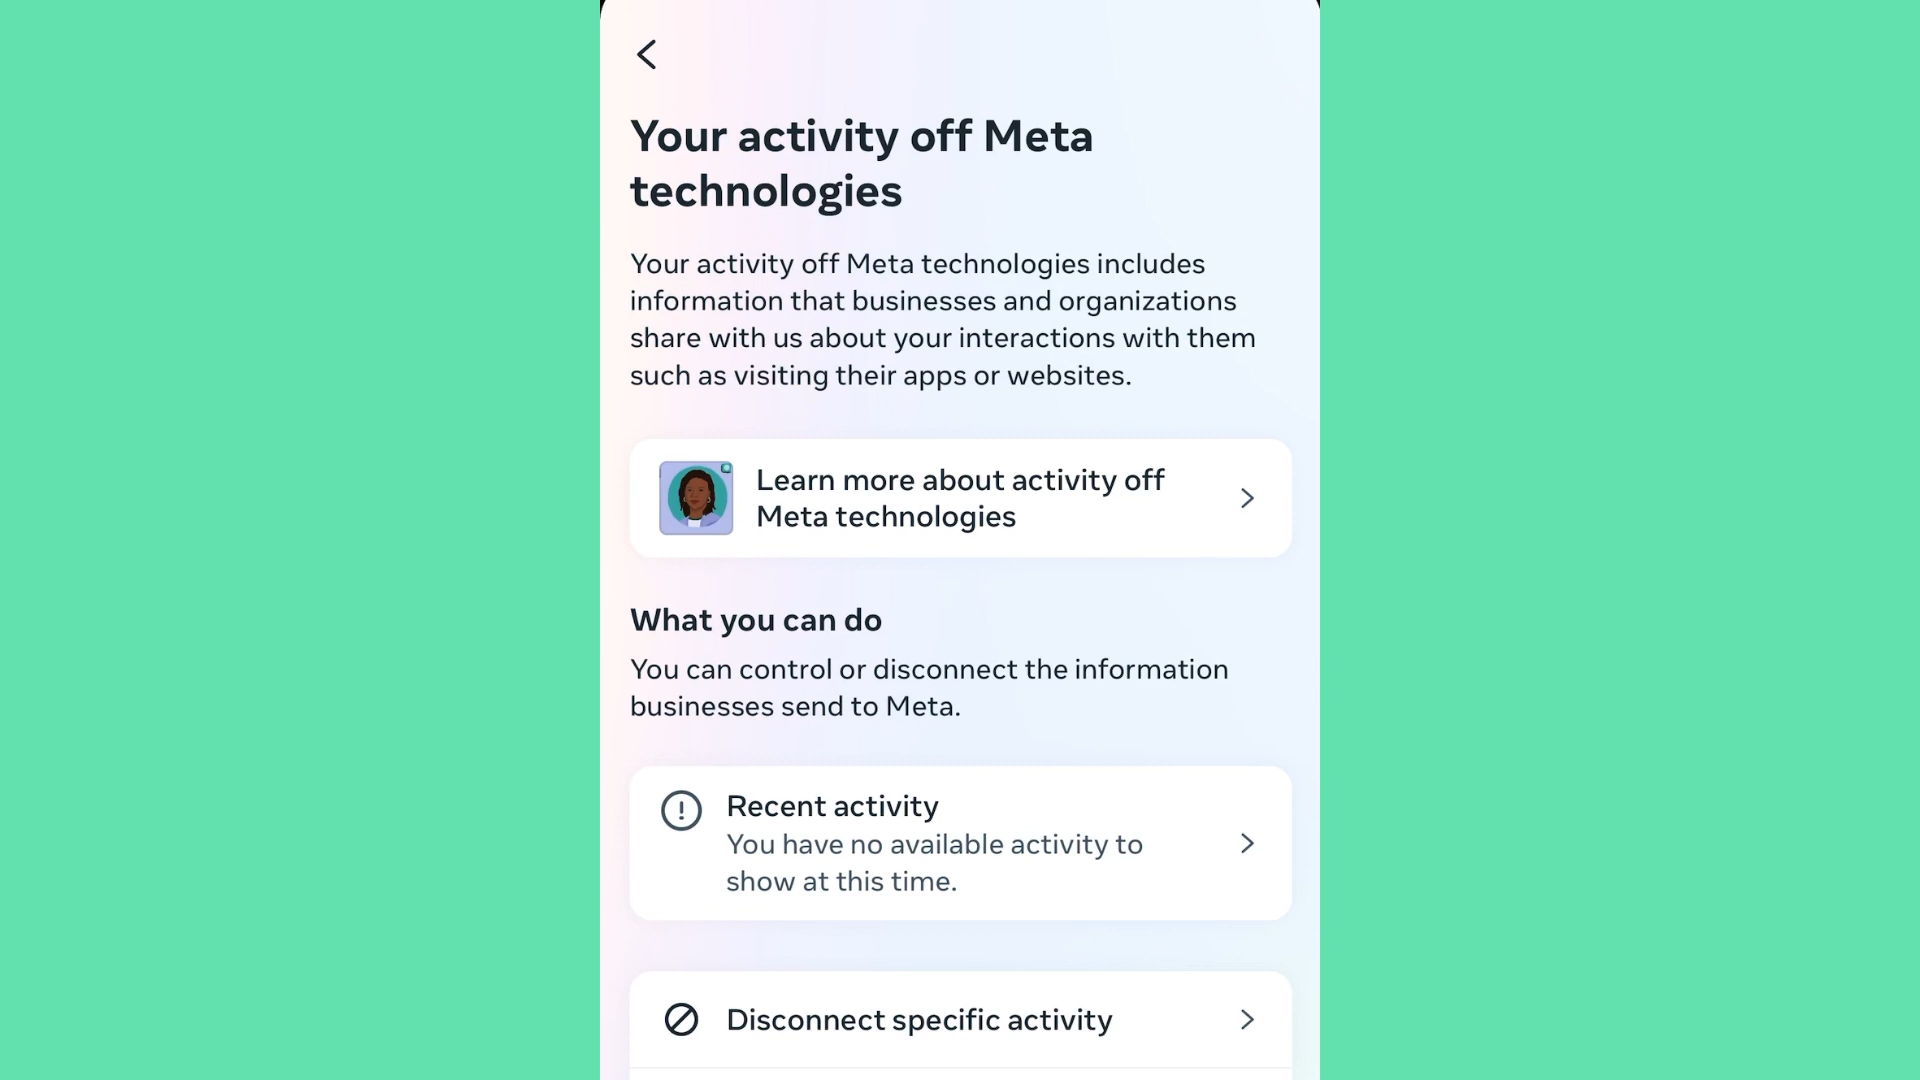 Your activity off Meta
technologies
Your activity off Meta technologies includes
information that businesses and organizations
share with us about your interactions with them
such as visiting their apps or websites.
Learn more about activity off
Meta technologies
What you can do
You can control or disconnect the information
businesses send to Meta.
Recent activity
You have no available activity to
show at this time.
Disconnect specific activity